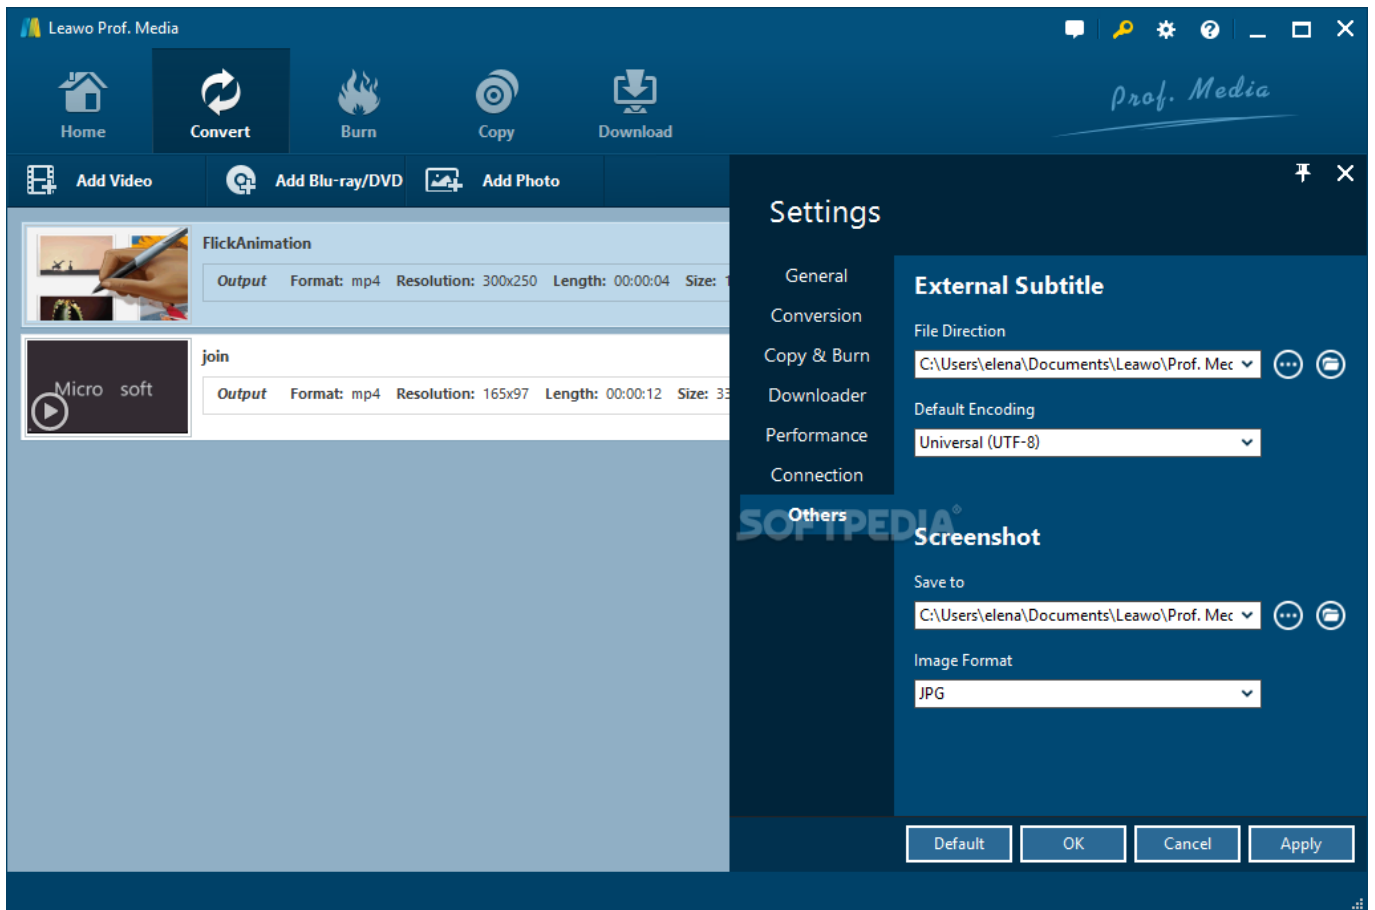 Leawo Prof. Media
Home
Convert
Burn
Copy
Download
Prof. Media
Add Video
Add Blu-ray/DVD
Add Photo
FlickAnimation
Output Format: mp4 Resolution: 300x250 Length: 00:00:04 Size: 1
join
Output Format: mp4 Resolution: 165x97 Length: 00:00:12 Size: 33
Micro soft
Settings
General
Conversion
Copy & Burn
Downloader
Performance
Connection
Others
SOFTPEDIA®
External Subtitle
File Direction
C:\Users\elena\Documents\Leawo\Prof. Mec
Default Encoding
Universal (UTF-8)
Screenshot
Save to
C:\Users\elena\Documents\Leawo\Prof. Mec
Image Format
JPG
Default
OK
Cancel
Apply